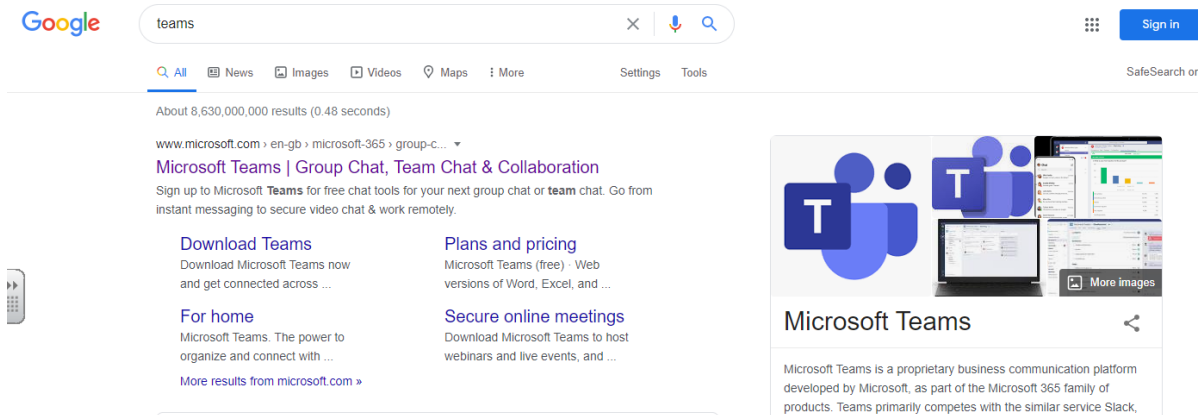 Google
teams
Sign in
All News Images Videos Maps More Settings Tools
SafeSearch on
About 8,630,000,000 results (0.48 seconds)
www.microsoft.com › en-gb › microsoft-365 › group-c...
Microsoft Teams | Group Chat, Team Chat & Collaboration
Sign up to Microsoft Teams for free chat tools for your next group chat or team chat. Go from
instant messaging to secure video chat & work remotely.
Download Teams
Download Microsoft Teams now
and get connected across ...
Plans and pricing
Microsoft Teams (free) · Web
versions of Word, Excel, and ...
For home
Microsoft Teams. The power to
organize and connect with ...
Secure online meetings
Download Microsoft Teams to host
webinars and live events, and ...
More results from microsoft.com »
T
T
More images
Microsoft Teams
Microsoft Teams is a proprietary business communication platform
developed by Microsoft, as part of the Microsoft 365 family of
products. Teams primarily competes with the similar service Slack,